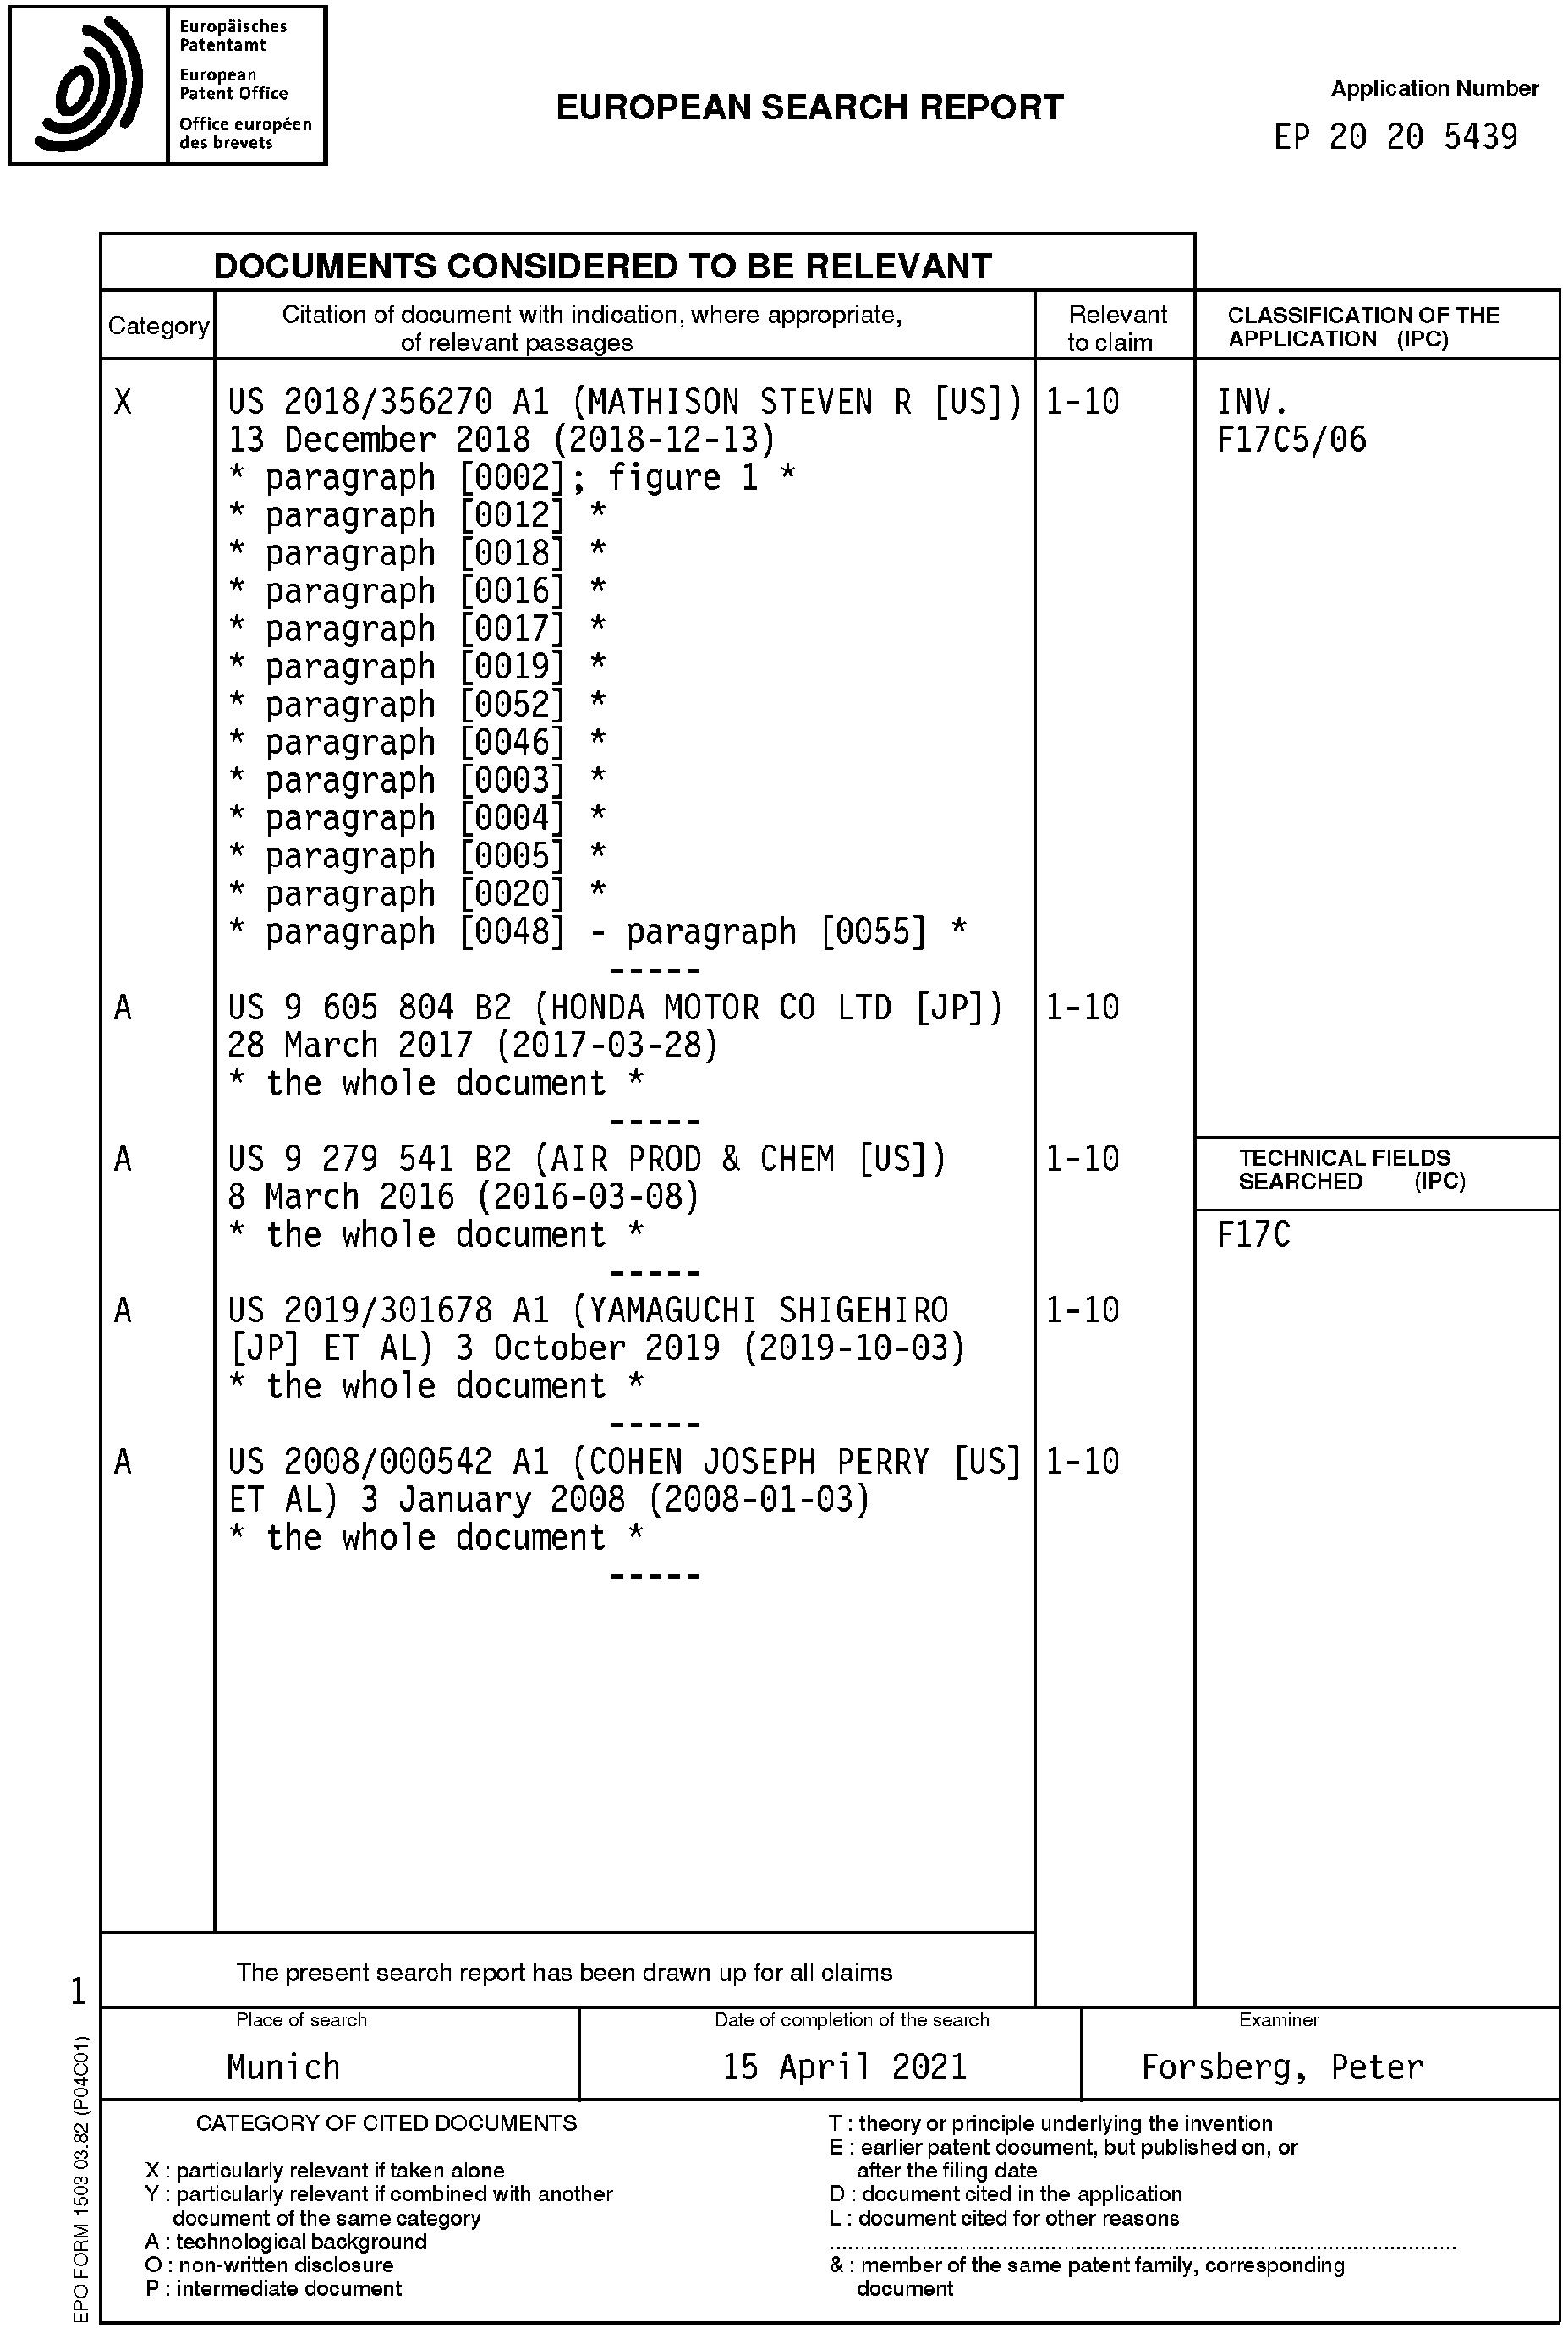 Europäisches
Patentamt
European
Patent Office
Office européen
des brevets
EUROPEAN SEARCH REPORT
Application Number
EP 20 20 5439
DOCUMENTS CONSIDERED TO BE RELEVANT
Category
Citation of document with indication, where appropriate,
of relevant passages
Relevant
to claim
CLASSIFICATION OF THE
APPLICATION (IPC)
X
US 2018/356270 A1 (MATHISON STEVEN R [US])
13 December 2018 (2018-12-13)
* paragraph [0002]; figure 1 *
* paragraph [0012] *
* paragraph [0018] *
* paragraph [0016] *
* paragraph [0017] *
* paragraph [0019] *
* paragraph [0052] *
* paragraph [0046] *
* paragraph [0003] *
* paragraph [0004] *
* paragraph [0005] *
* paragraph [0020] *
* paragraph [0048] - paragraph [0055] *
-----
1-10
INV.
F17C5/06
A
US 9 605 804 B2 (HONDA MOTOR CO LTD [JP])
28 March 2017 (2017-03-28)
* the whole document *
-----
1-10
A
US 9 279 541 B2 (AIR PROD & CHEM [US])
8 March 2016 (2016-03-08)
* the whole document *
-----
1-10
TECHNICAL FIELDS
SEARCHED (IPC)
F17C
A
US 2019/301678 A1 (YAMAGUCHI SHIGEHIRO
[JP] ET AL) 3 October 2019 (2019-10-03)
* the whole document *
-----
1-10
A
US 2008/000542 A1 (COHEN JOSEPH PERRY [US]
ET AL) 3 January 2008 (2008-01-03)
* the whole document *
-----
1-10
The present search report has been drawn up for all claims
1
Place of search
Munich
Date of completion of the search
15 April 2021
Examiner
Forsberg, Peter
EPO FORM 1503 03.82 (P04C01)
CATEGORY OF CITED DOCUMENTS
X : particularly relevant if taken alone
Y : particularly relevant if combined with another
document of the same category
A : technological background
O : non-written disclosure
P : intermediate document
T : theory or principle underlying the invention
E : earlier patent document, but published on, or
after the filing date
D : document cited in the application
L : document cited for other reasons
& : member of the same patent family, corresponding
document